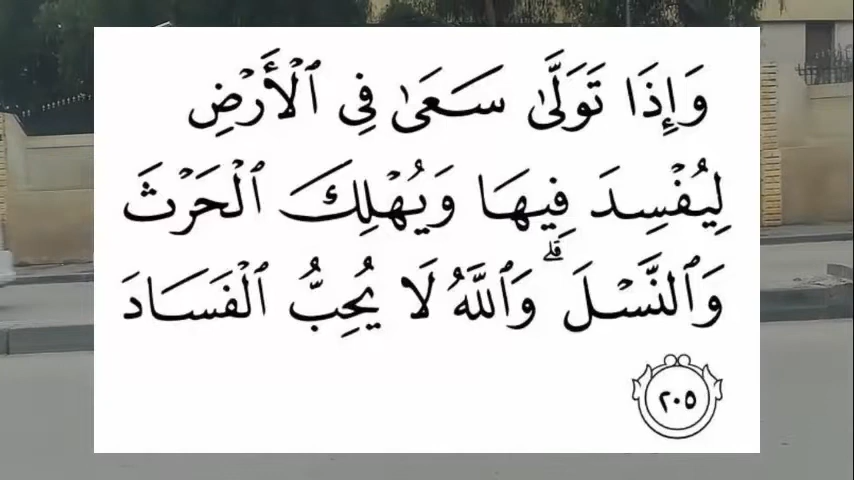 وَإِذَا تَوَلَّىٰ سَعَىٰ فِى ٱلْأَرْضِ
لِيُفْسِدَ فِيهَا وَيُهْلِكَ ٱلْحَرْثَ
وَٱلنَّسْلَ ۗ وَٱللَّهُ لَا يُحِبُّ ٱلْفَسَادَ
٢٠٥